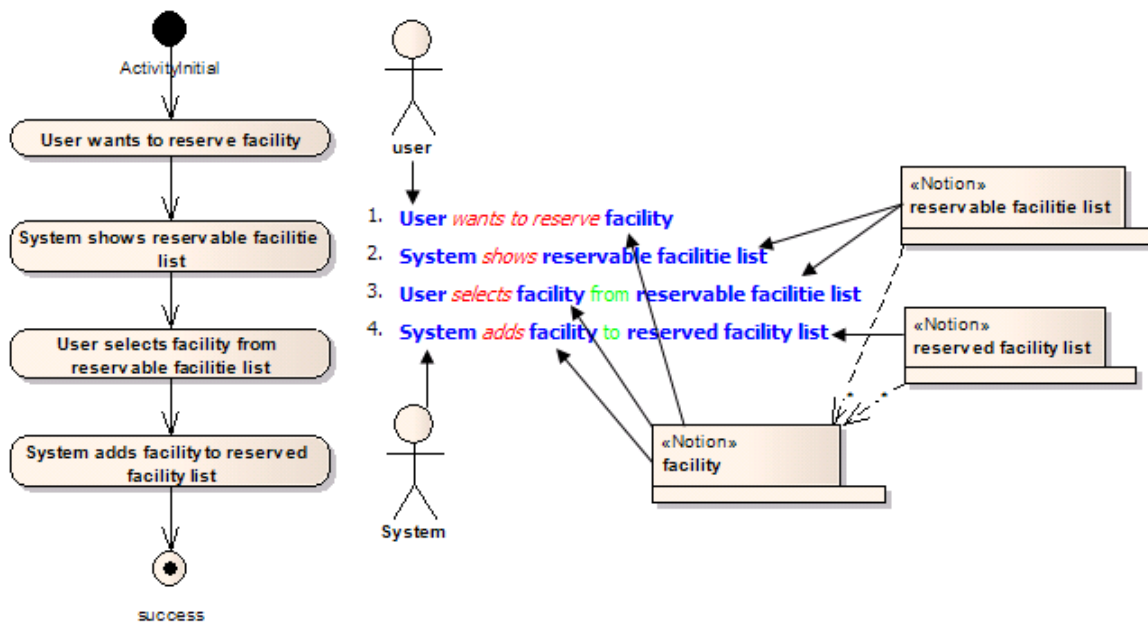 ActivityInitial
User wants to reserve facility
System shows reservable facilitie
list
User selects facility from
reservable facilitie list
System adds facility to reserved
facility list
success
user
1. User wants to reserve facility
2. System shows reservable facilitie list
3. User selects facility from reservable facilitie list
4. System adds facility to reserved facility list
System
«Notion»
reservable facilitie list
«Notion»
reserved facility list
* *
«Notion»
facility